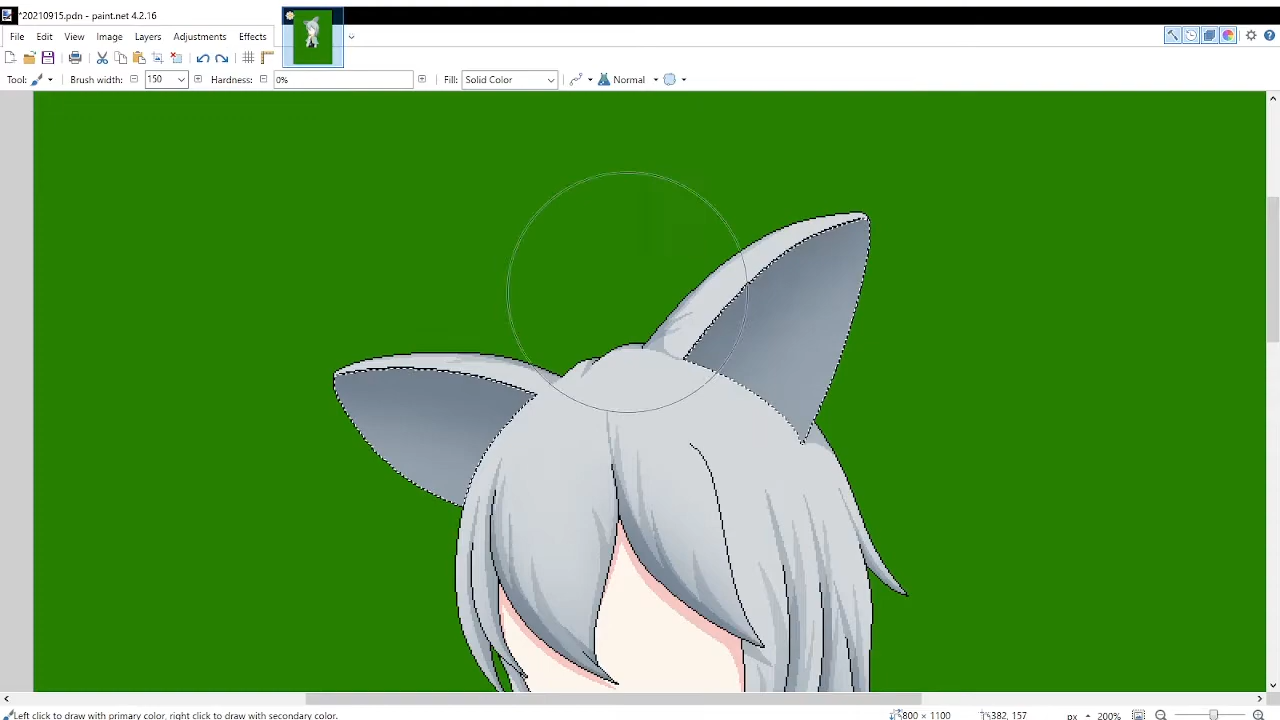 *20210915.pdn - paint.net 4.2.16
File Edit View Image Layers Adjustments Effects
Tool: Brush width: 150 Hardness: 0% Fill: Solid Color Normal
Left click to draw with primary color, right click to draw with secondary color. 800 × 1100 382, 157 px 200%